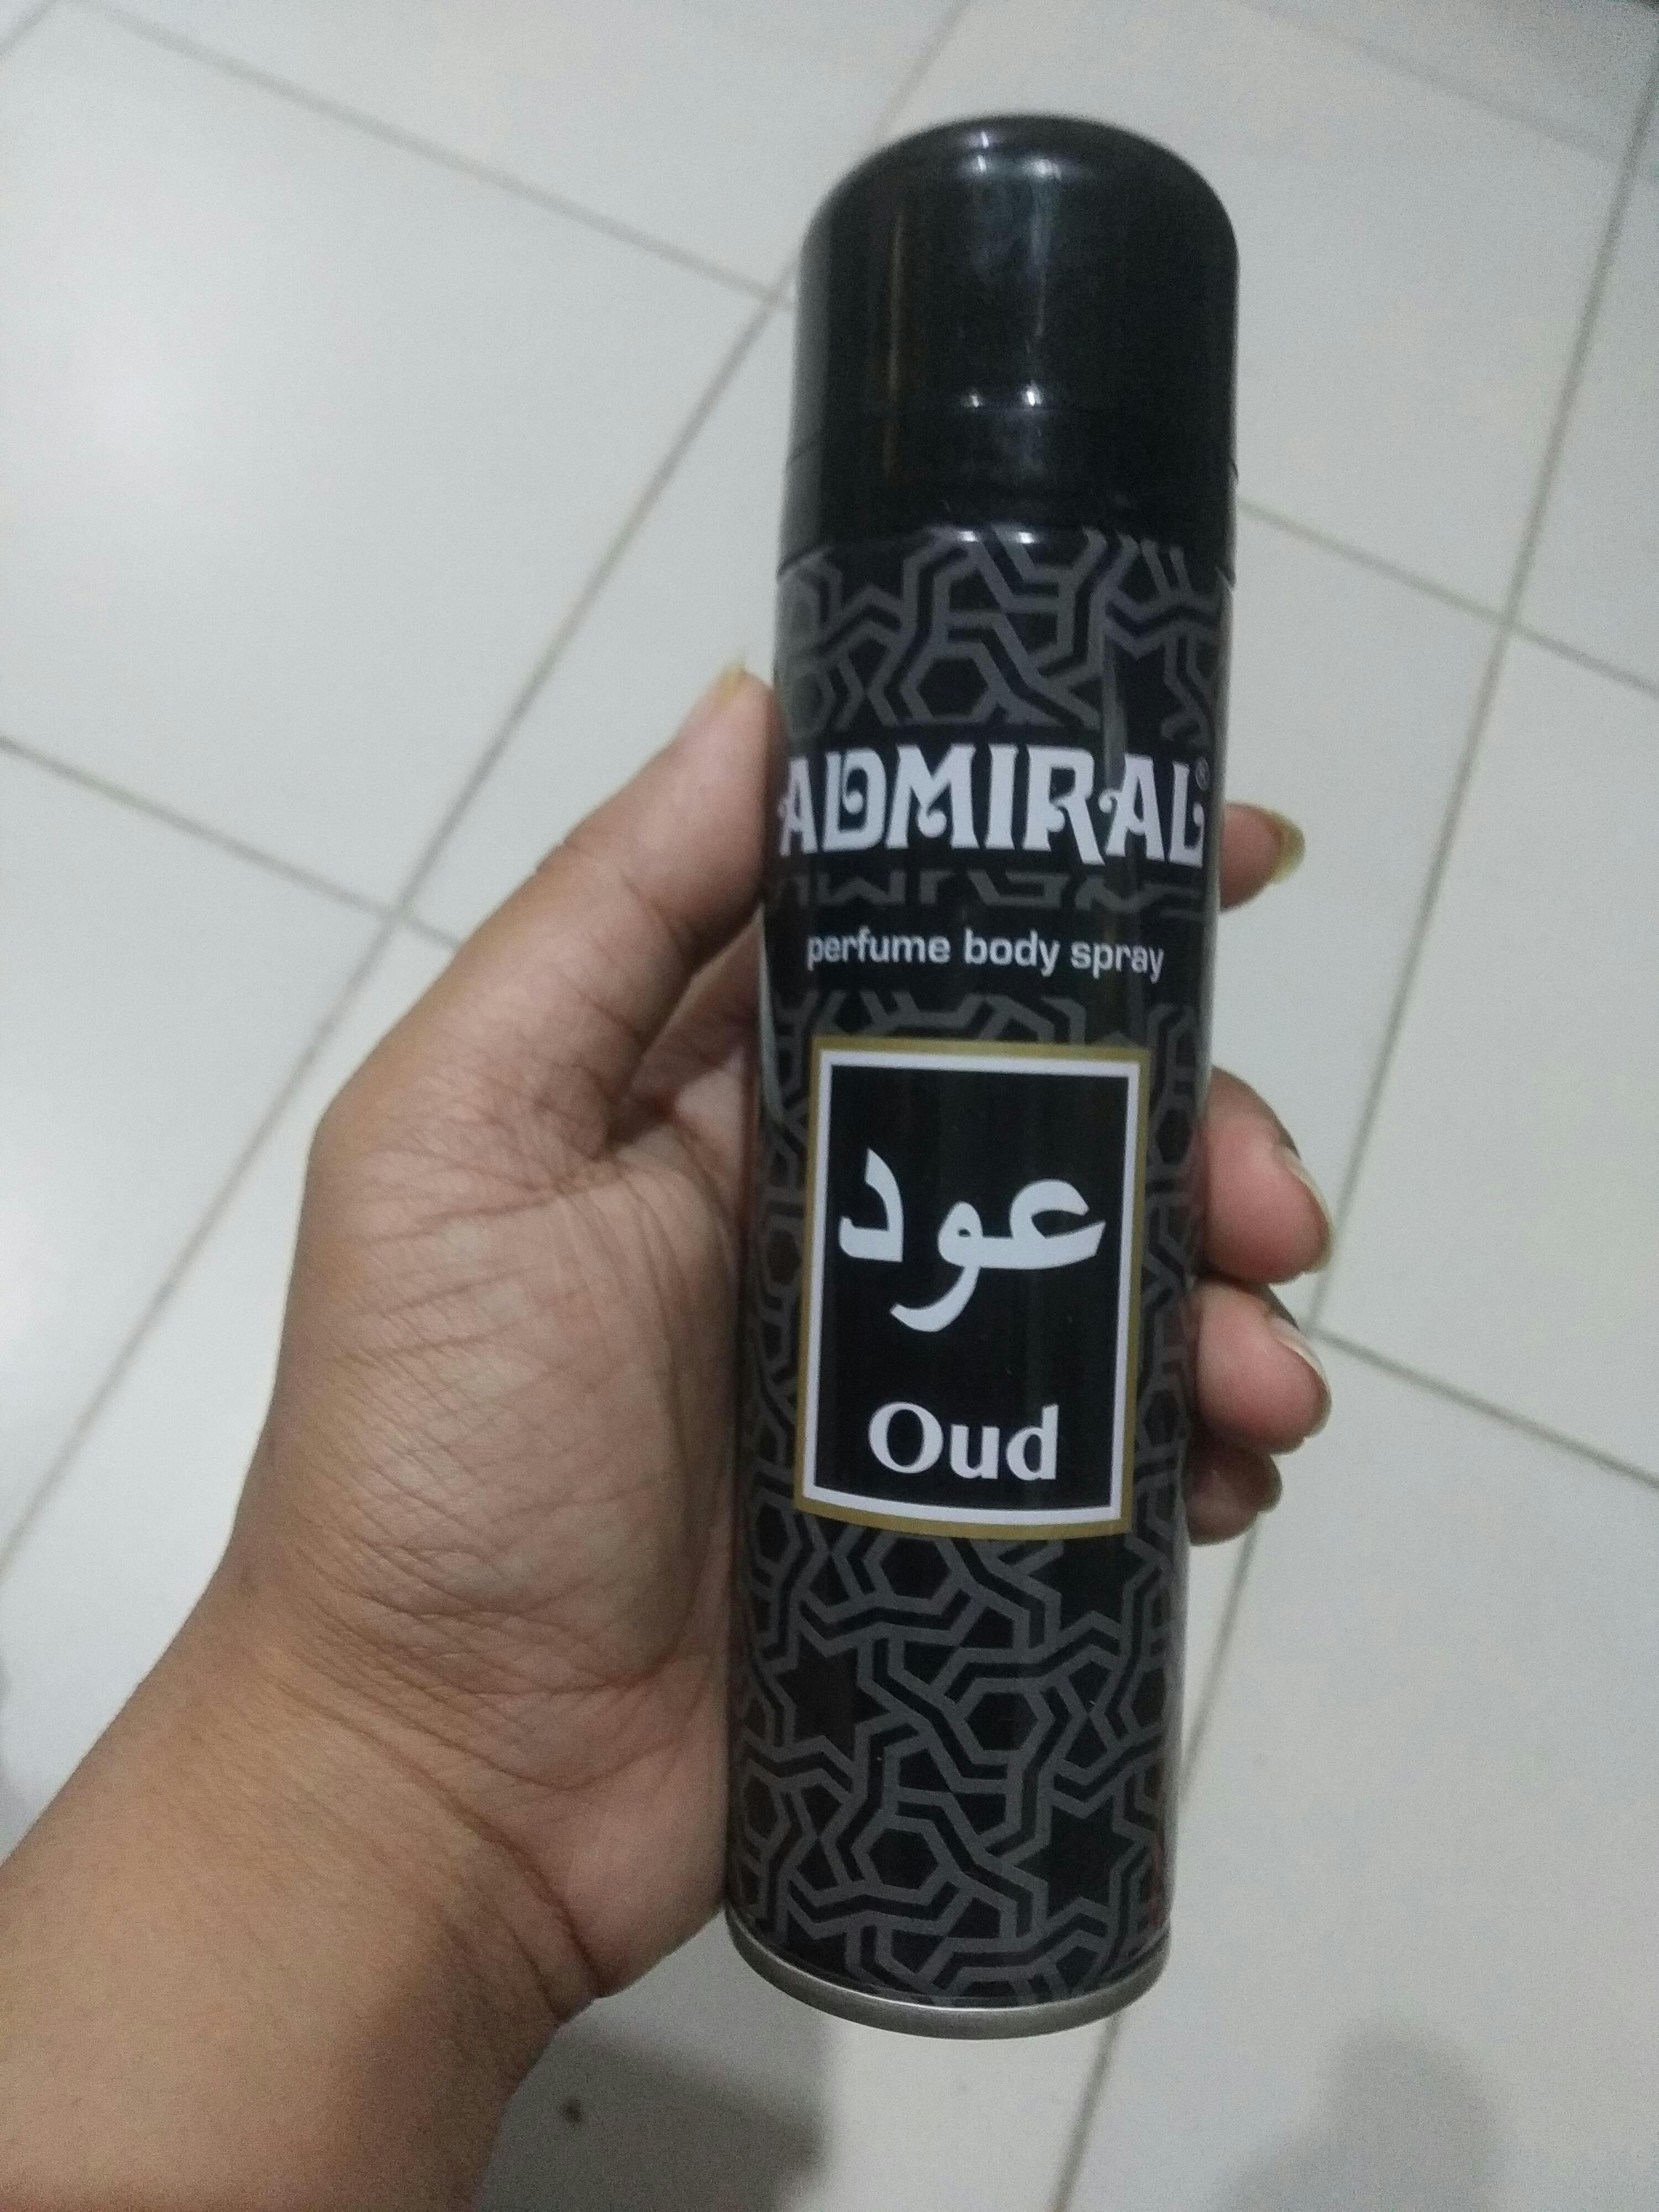 ADMIRAL®
perfume body spray
عود
Oud